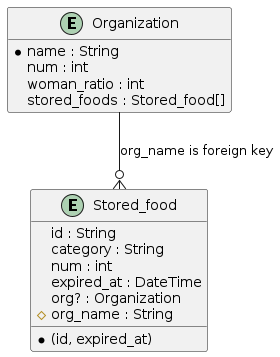 E Organization
name : String
num : int
woman_ratio : int
stored_foods : Stored_food[]
org_name is foreign key
E Stored_food
id : String
category : String
num : int
expired_at : DateTime
org? : Organization
org_name : String
(id, expired_at)